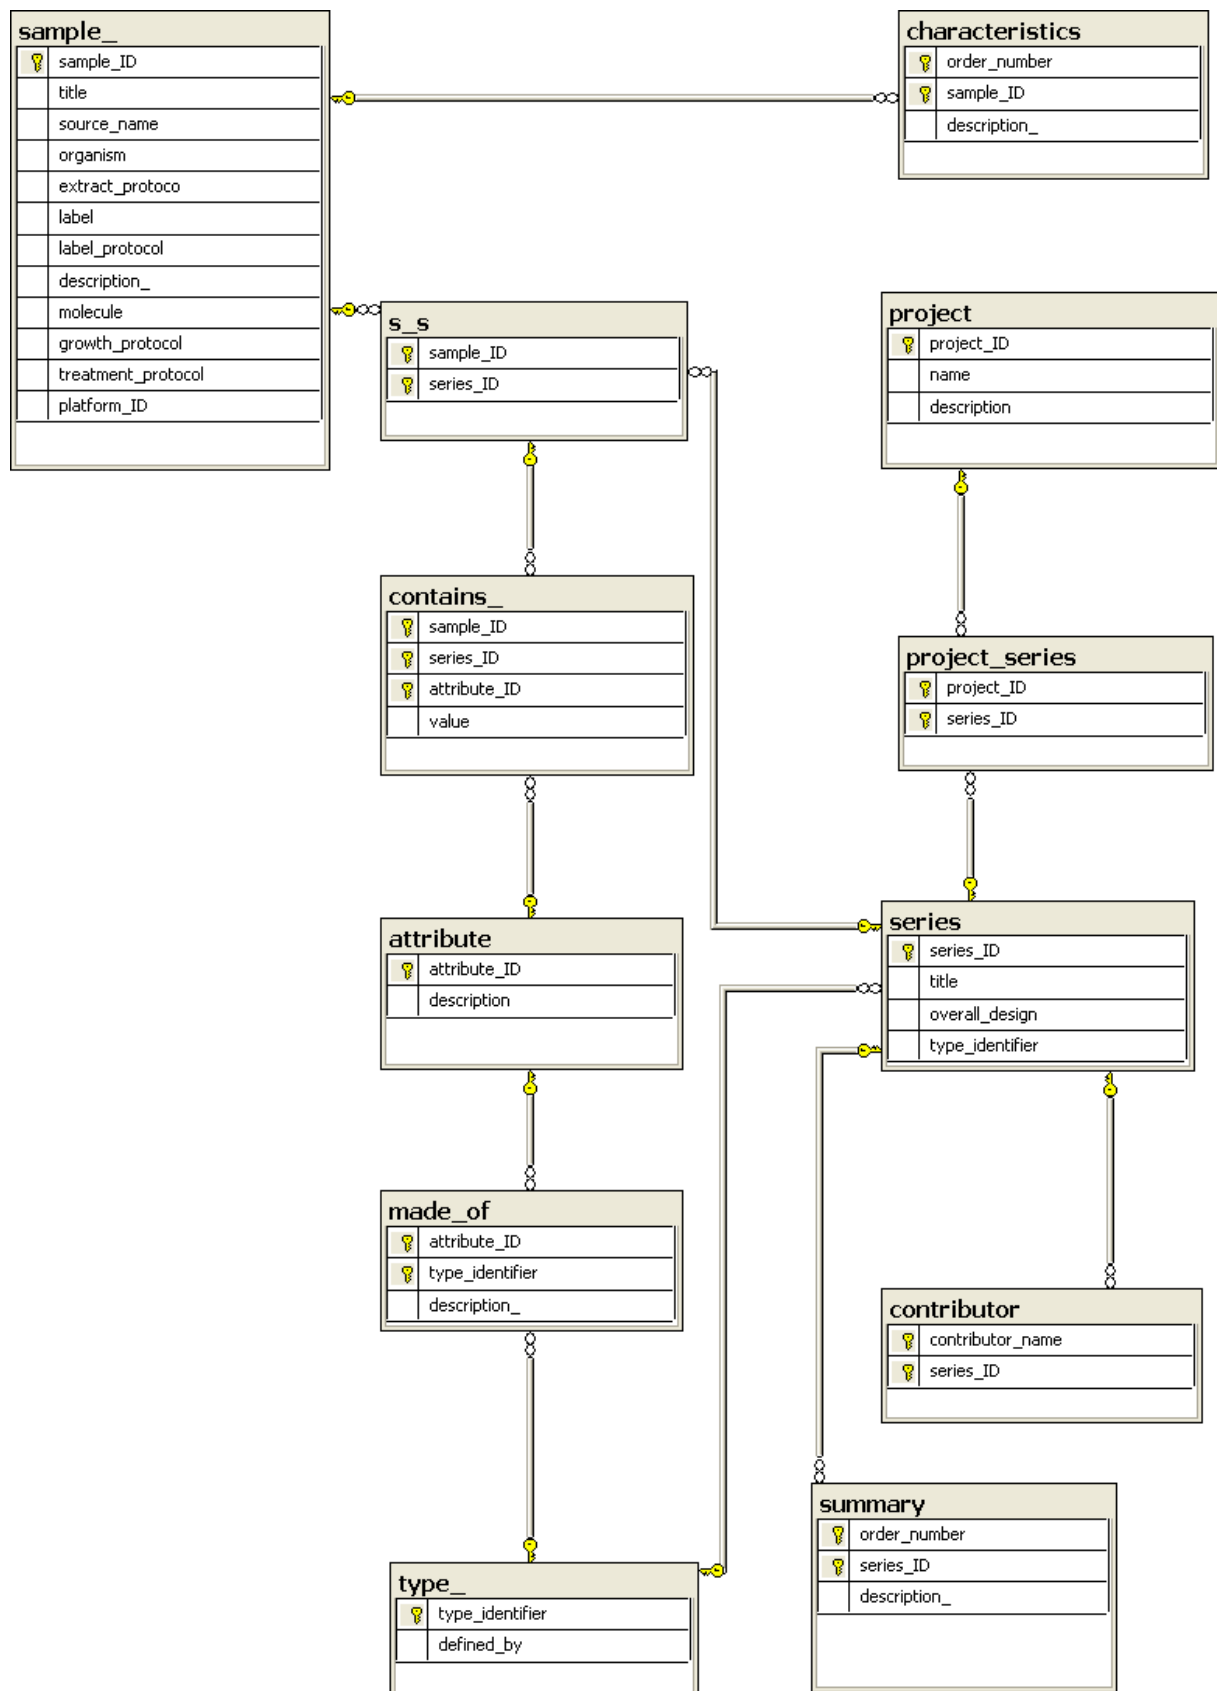 sample_
sample_ID
title
source_name
organism
extract_protoco
label
label_protocol
description_
molecule
growth_protocol
treatment_protocol
platform_ID
characteristics
order_number
sample_ID
description_
s_s
sample_ID
series_ID
project
project_ID
name
description
contains_
sample_ID
series_ID
attribute_ID
value
project_series
project_ID
series_ID
attribute
attribute_ID
description
series
series_ID
title
overall_design
type_identifier
made_of
attribute_ID
type_identifier
description_
contributor
contributor_name
series_ID
summary
order_number
series_ID
description_
type_
type_identifier
defined_by